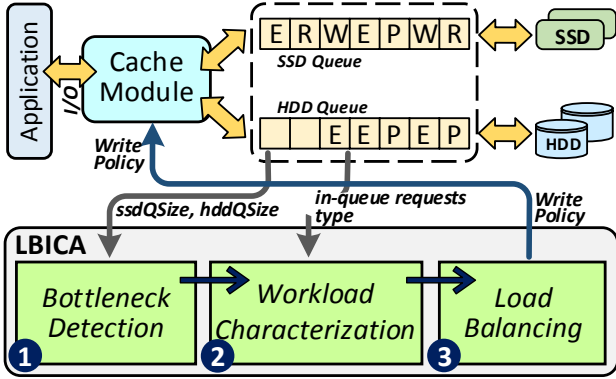 Application
I/O
Cache
Module
E R W E P W R
SSD Queue
SSD
HDD Queue
E E P E P
HDD
Write
Policy
ssdQSize, hddQSize
in-queue requests
type
Write
Policy
LBICA
Bottleneck
Detection
1
Workload
Characterization
2
Load
Balancing
3